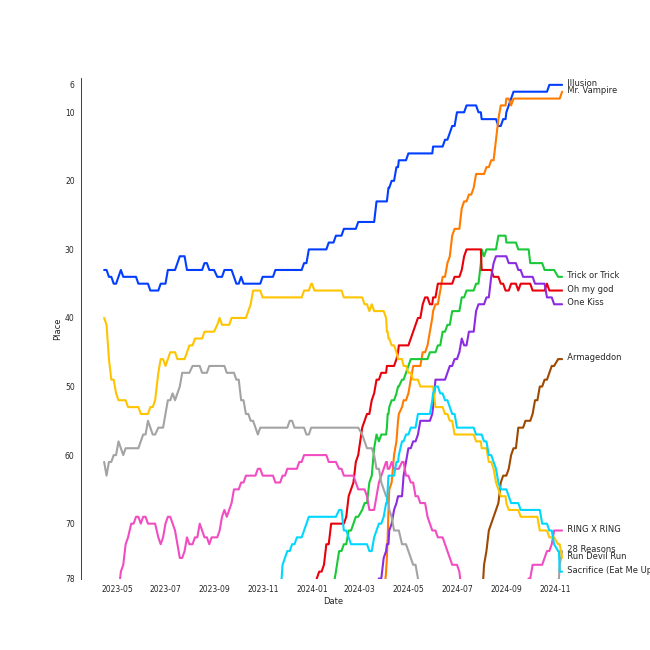 6
10
20
30
40
50
60
70
78
Place
2023-05
2023-07
2023-09
2023-11
2024-01
2024-03
2024-05
2024-07
2024-09
2024-11
Date
Illusion
Mr. Vampire
Trick or Trick
Oh my god
One Kiss
Armageddon
RING X RING
28 Reasons
Run Devil Run
Sacrifice (Eat Me Up